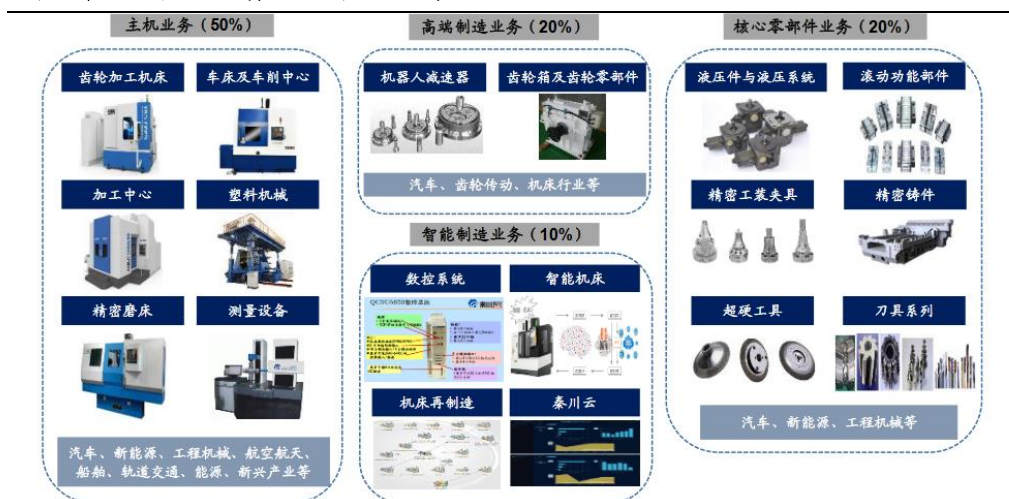 主机业务（50%）
齿轮加工机床
车床及车削中心
加工中心
塑料机械
精密磨床
测量设备
汽车、新能源、工程机械、航空航天、
船舶、轨道交通、能源、新兴产业等
高端制造业务（20%）
机器人减速器
齿轮箱及齿轮零部件
汽车、齿轮传动、机床行业等
智能制造业务（10%）
数控系统
智能机床
机床再制造
秦川云
核心零部件业务（20%）
液压件与液压系统
滚动功能部件
精密工装夹具
精密铸件
超硬工具
刀具系列
汽车、新能源、工程机械等